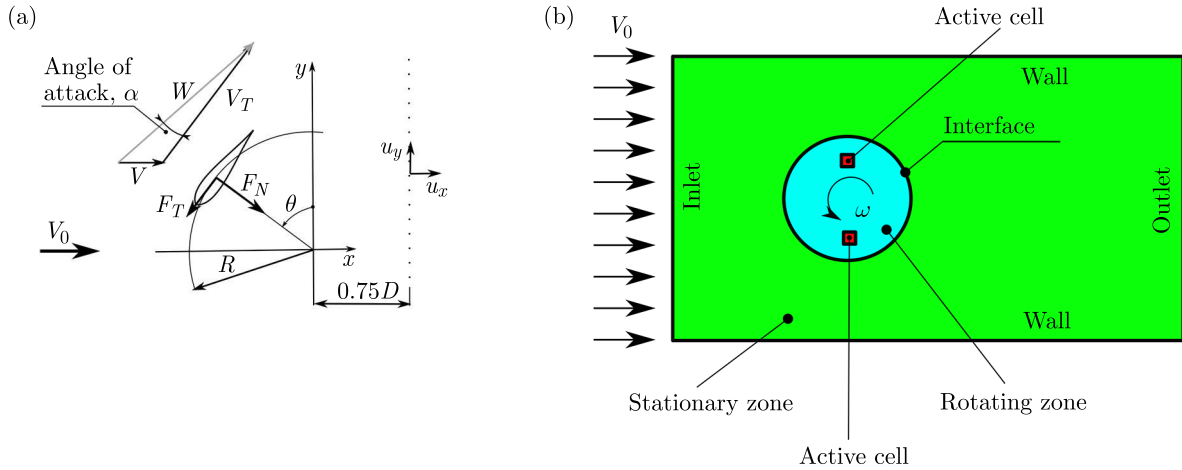 (a)
Angle of
attack, α
W
V_T
V
y
u_y
u_x
F_N
F_T
θ
V_0
x
R
0.75D
(b)
V_0
Active cell
Wall
Interface
Inlet
ω
Outlet
Wall
Stationary zone
Rotating zone
Active cell